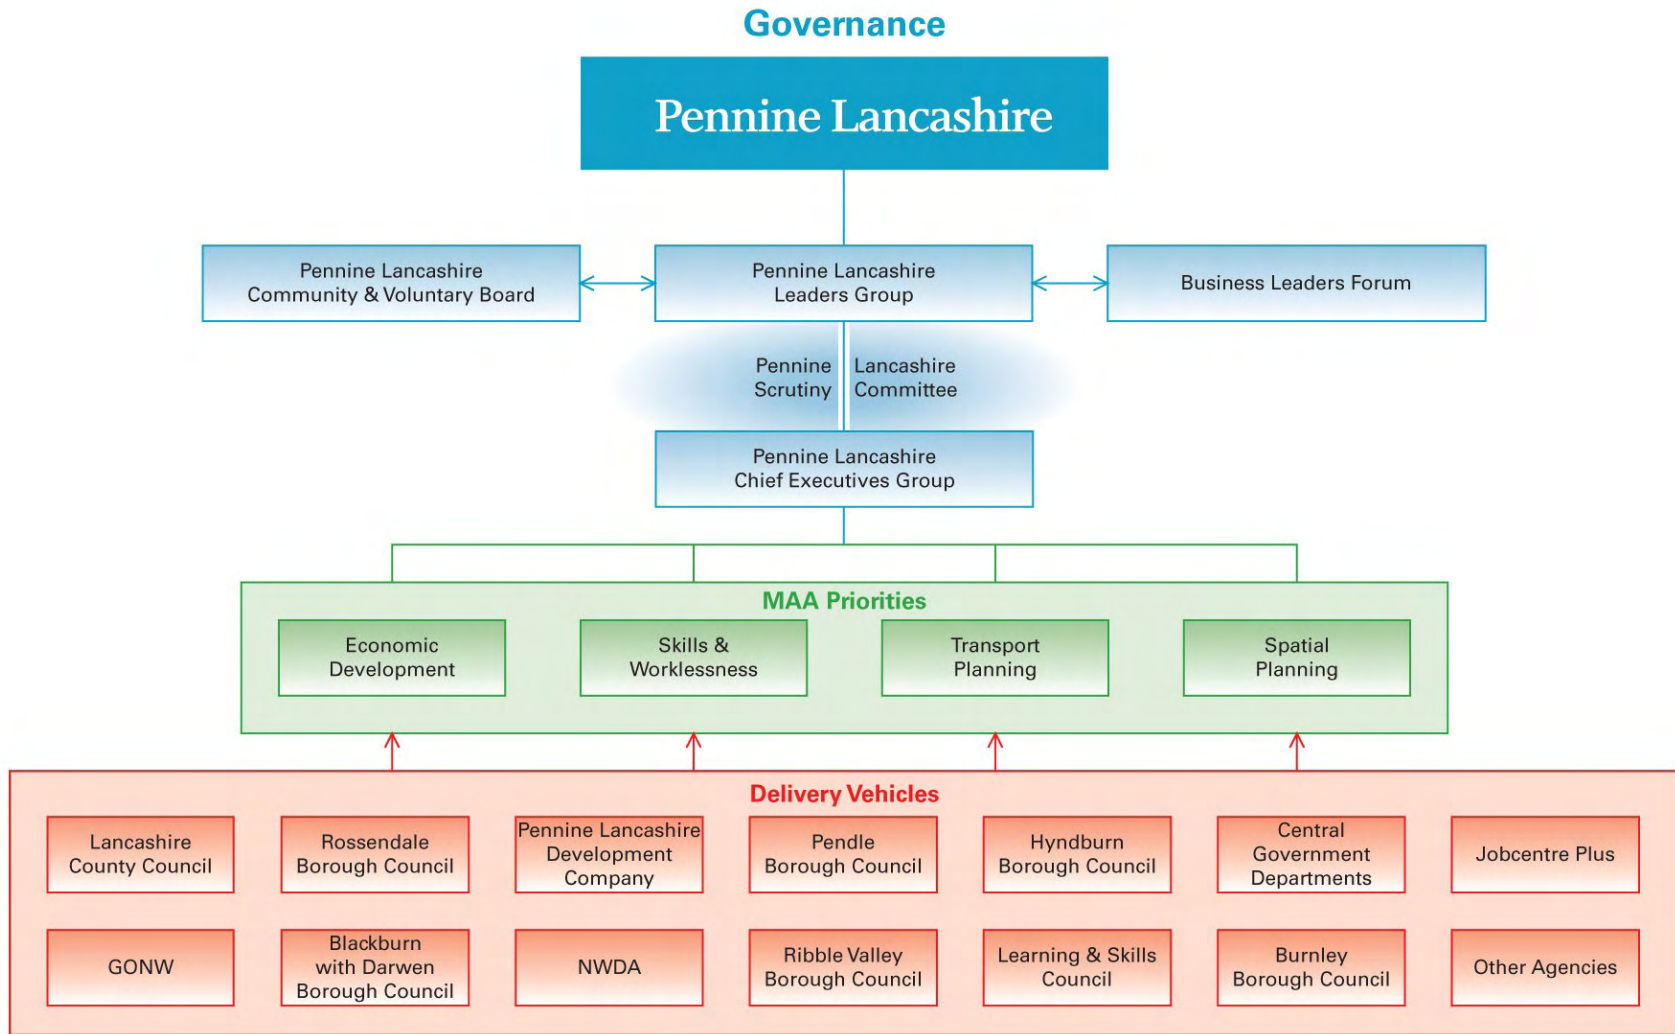 Governance
Pennine Lancashire
Pennine Lancashire
Community & Voluntary Board
Pennine Lancashire
Leaders Group
Business Leaders Forum
Pennine Lancashire
Scrutiny Committee
Pennine Lancashire
Chief Executives Group
MAA Priorities
Economic
Development
Skills &
Worklessness
Transport
Planning
Spatial
Planning
Delivery Vehicles
Lancashire
County Council
Rossendale
Borough Council
Pennine Lancashire
Development
Company
Pendle
Borough Council
Hyndburn
Borough Council
Central
Government
Departments
Jobcentre Plus
GONW
Blackburn
with Darwen
Borough Council
NWDA
Ribble Valley
Borough Council
Learning & Skills
Council
Burnley
Borough Council
Other Agencies